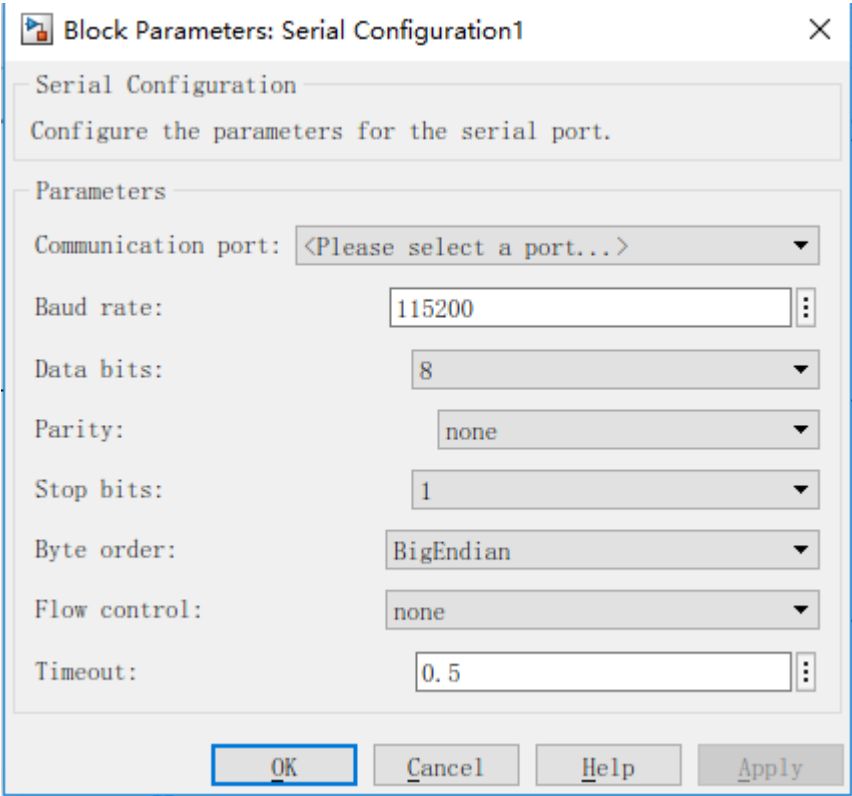 Block Parameters: Serial Configuration1
Serial Configuration
Configure the parameters for the serial port.
Parameters
Communication port: <Please select a port...>
Baud rate: 115200
Data bits: 8
Parity: none
Stop bits: 1
Byte order: BigEndian
Flow control: none
Timeout: 0.5
OK Cancel Help Apply